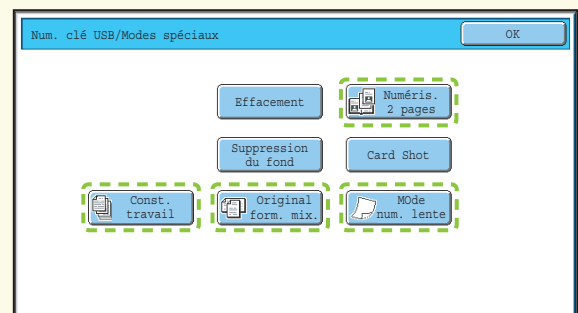 Num. clé USB/Modes spéciaux
OK
Effacement
Numéris.
2 pages
Suppression
du fond
Card Shot
Const.
travail
Original
form. mix.
MOde
num. lente